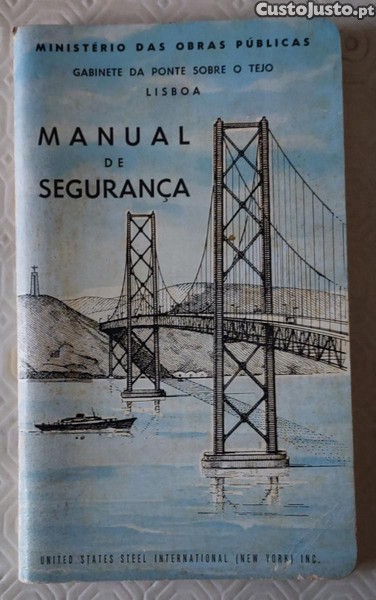 CustoJusto.pt
MINISTÉRIO DAS OBRAS PÚBLICAS
GABINETE DA PONTE SOBRE O TEJO
LISBOA
MANUAL
DE
SEGURANÇA
UNITED STATES STEEL INTERNATIONAL (NEW YORK) INC.